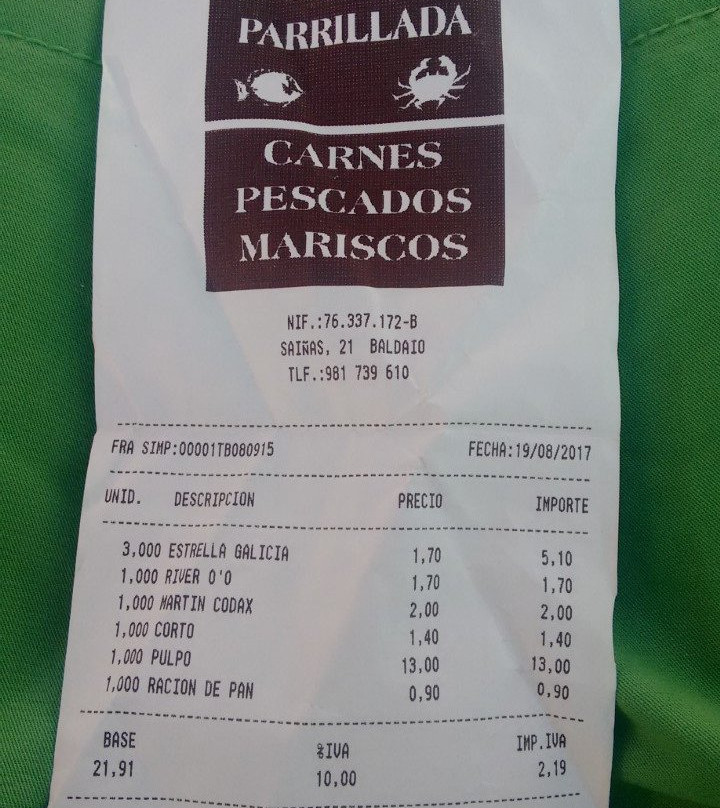 PARRILLADA
CARNES
PESCADOS
MARISCOS
NIF.:76.337.172-B
SAIÑAS, 21 BALDAIO
TLF.:981 739 610
FRA SIMP:00001TB080915 FECHA:19/08/2017
UNID. DESCRIPCION PRECIO IMPORTE
3,000 ESTRELLA GALICIA 1,70 5,10
1,000 RIVER 0'0 1,70 1,70
1,000 MARTIN CODAX 2,00 2,00
1,000 CORTO 1,40 1,40
1,000 PULPO 13,00 13,00
1,000 RACION DE PAN 0,90 0,90
BASE %IVA IMP.IVA
21,91 10,00 2,19